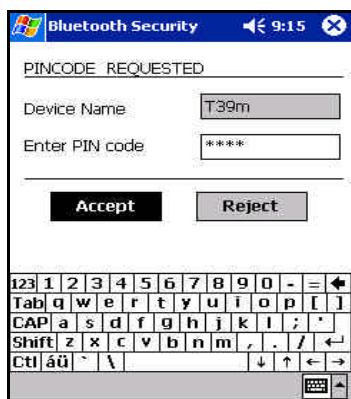 Bluetooth Security 9:15
PINCODE REQUESTED
Device Name T39m
Enter PIN code ****
Accept Reject
123 1 2 3 4 5 6 7 8 9 0 - =
Tab q w e r t y u i o p [ ]
CAP a s d f g h j k l ; '
Shift z x c v b n m , . /
Ctl áü ` \